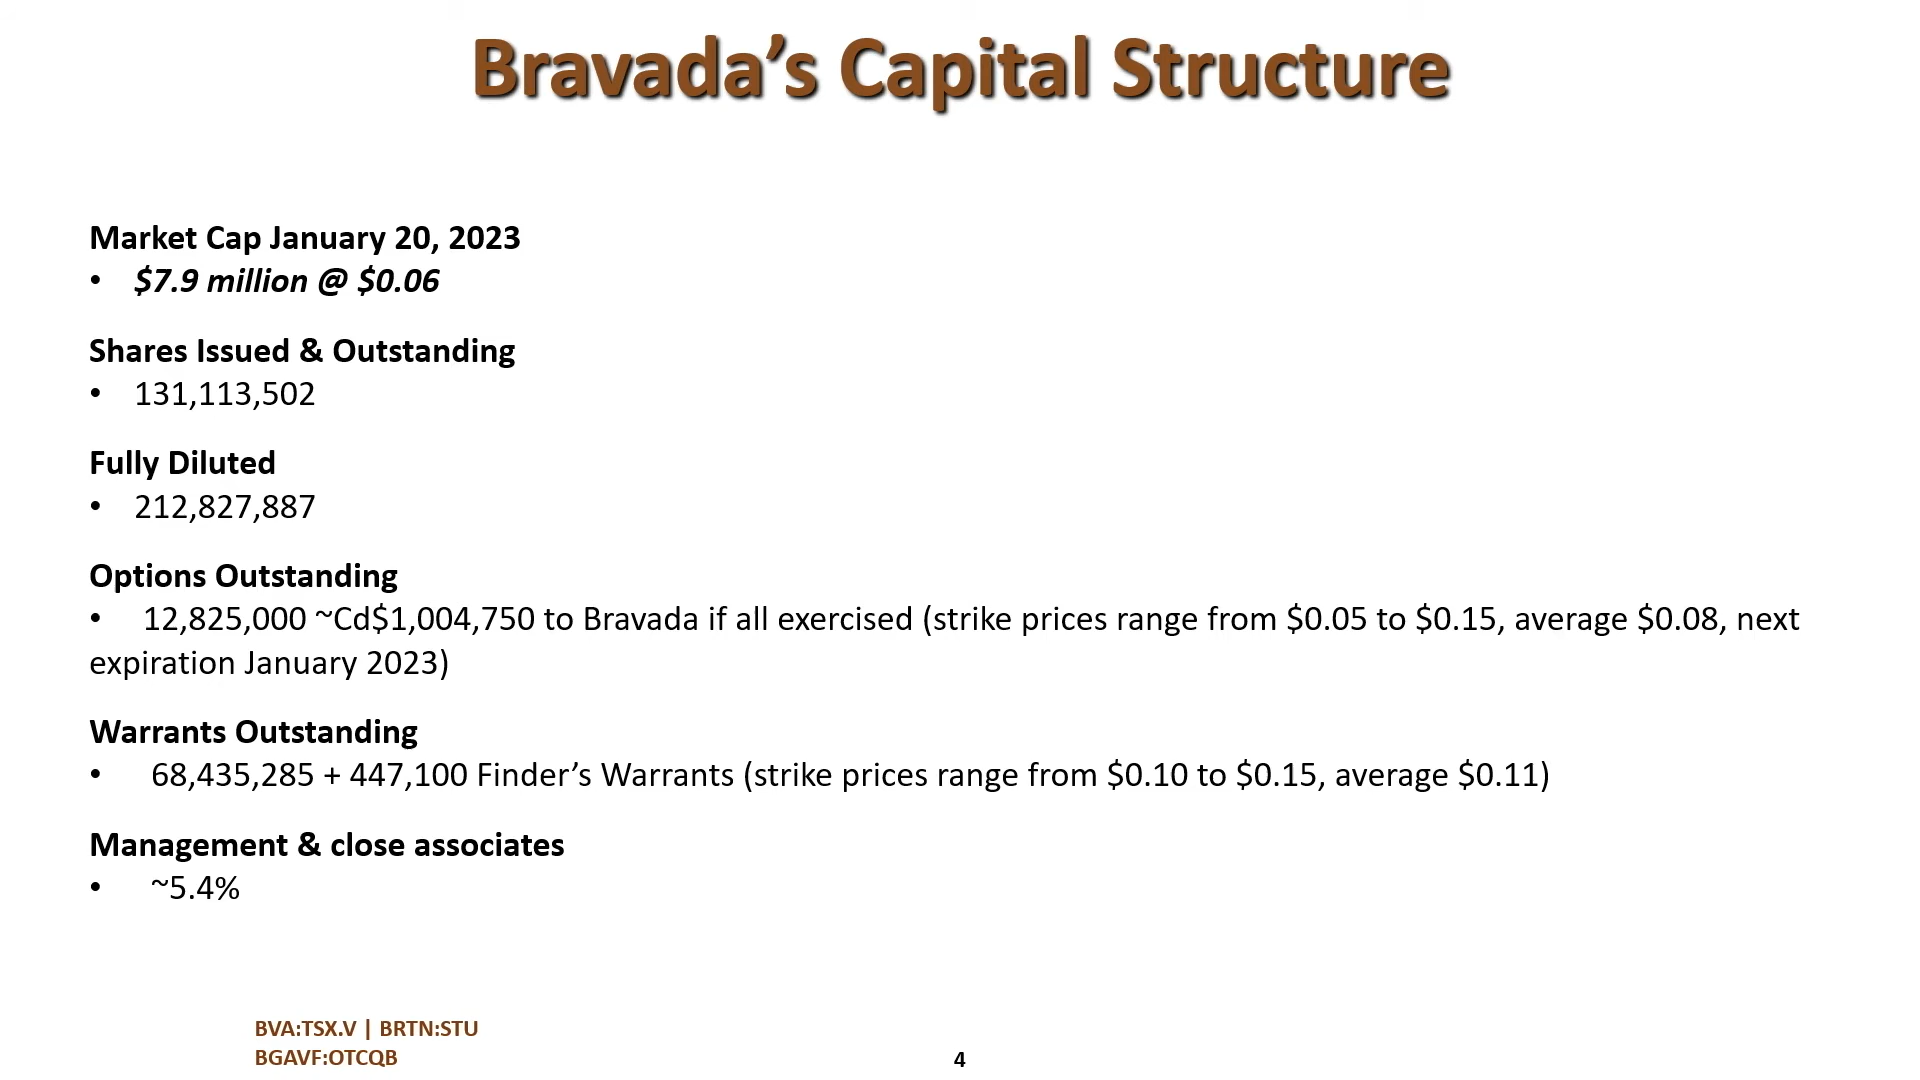 Bravada’s Capital Structure
Market Cap January 20, 2023
• $7.9 million @ $0.06
Shares Issued & Outstanding
• 131,113,502
Fully Diluted
• 212,827,887
Options Outstanding
• 12,825,000 ~Cd$1,004,750 to Bravada if all exercised (strike prices range from $0.05 to $0.15, average $0.08, next
expiration January 2023)
Warrants Outstanding
• 68,435,285 + 447,100 Finder’s Warrants (strike prices range from $0.10 to $0.15, average $0.11)
Management & close associates
• ~5.4%
BVA:TSX.V | BRTN:STU
BGAVF:OTCQB
4